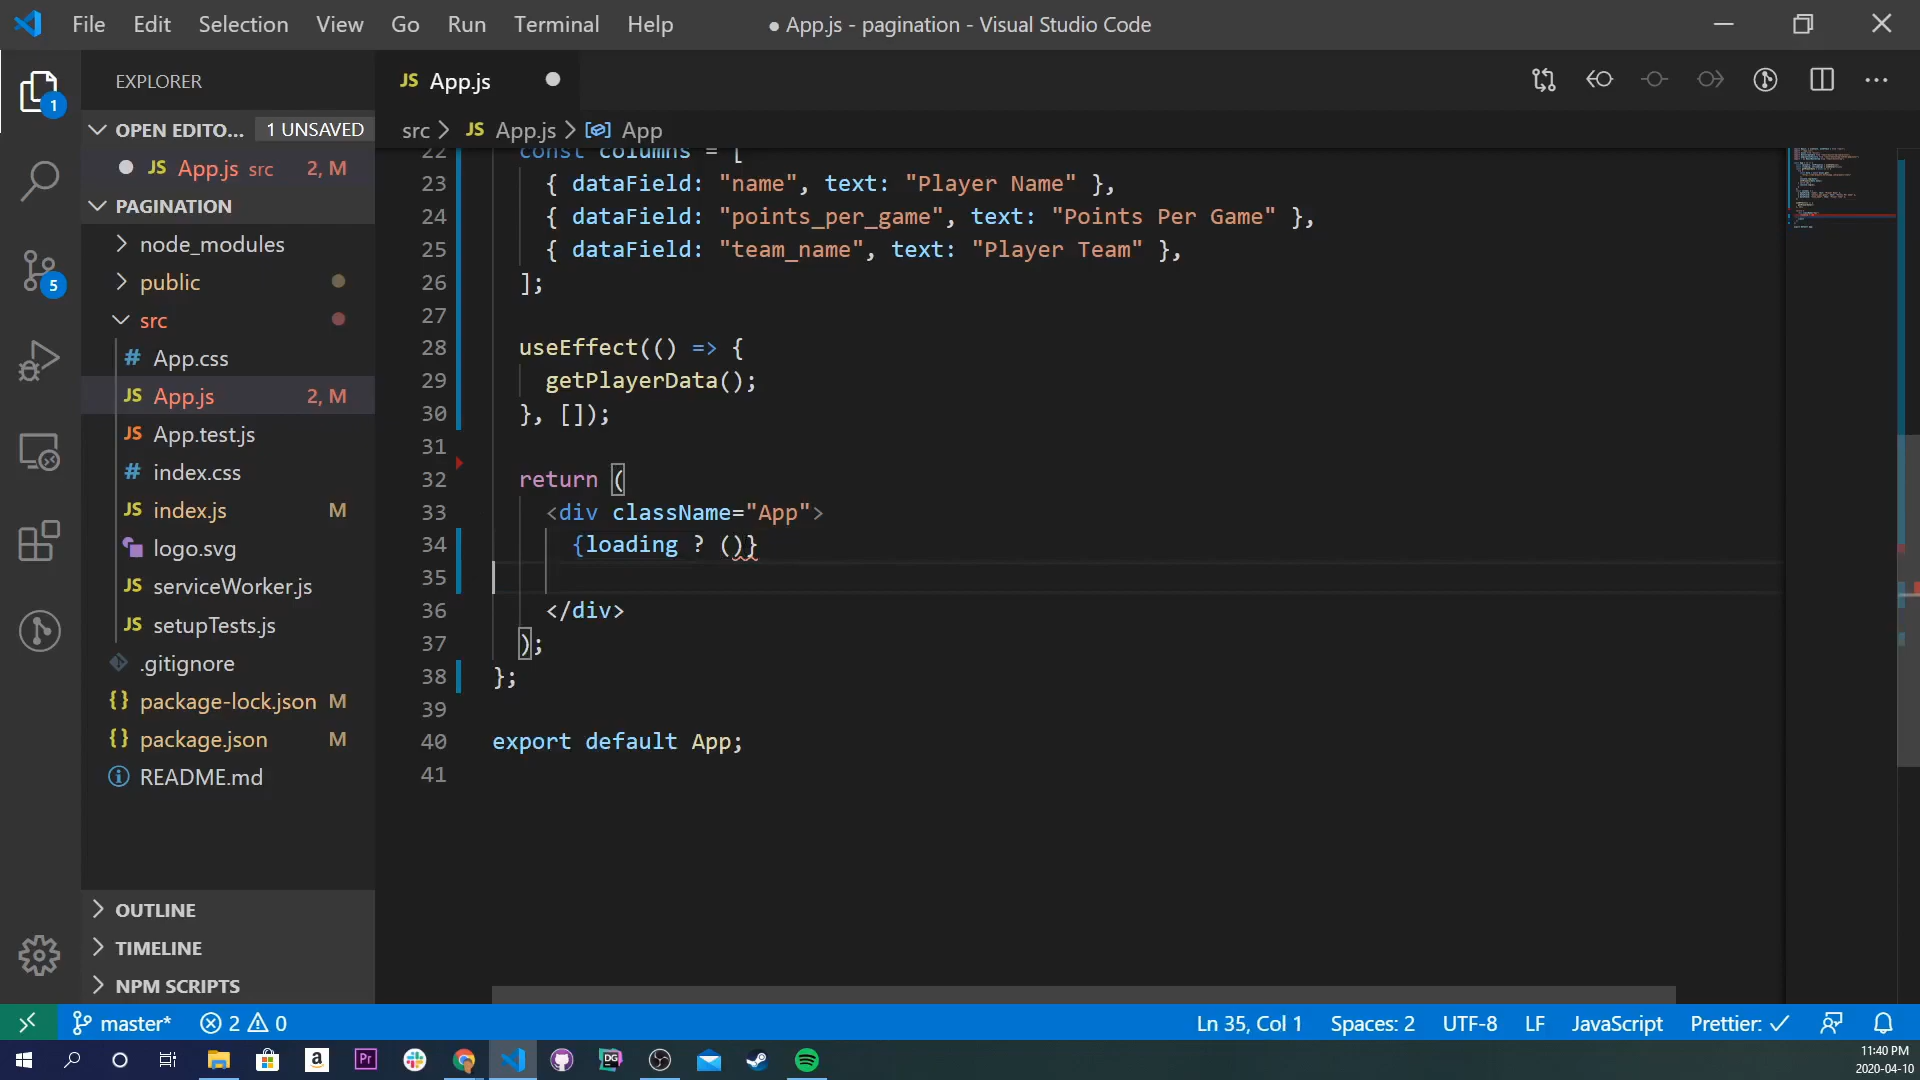 File Edit Selection View Go Run Terminal Help
● App.js - pagination - Visual Studio Code
EXPLORER
JS App.js
OPEN EDITO... 1 UNSAVED
src > JS App.js > App
JS App.js src 2, M
PAGINATION
node_modules
public
src
# App.css
JS App.js 2, M
JS App.test.js
# index.css
JS index.js M
logo.svg
JS serviceWorker.js
JS setupTests.js
.gitignore
{} package-lock.json M
{} package.json M
README.md
OUTLINE
TIMELINE
NPM SCRIPTS
1
5
22 const columns = [
23 { dataField: "name", text: "Player Name" },
24 { dataField: "points_per_game", text: "Points Per Game" },
25 { dataField: "team_name", text: "Player Team" },
26 ];
27
28 useEffect(() => {
29 getPlayerData();
30 }, []);
31
32 return (
33 <div className="App">
34 {loading ? ()}
35
36 </div>
37 );
38 };
39
40 export default App;
41
master* 2 0
Ln 35, Col 1 Spaces: 2 UTF-8 LF JavaScript Prettier: ✓
Pr
DG
11:40 PM
2020-04-10